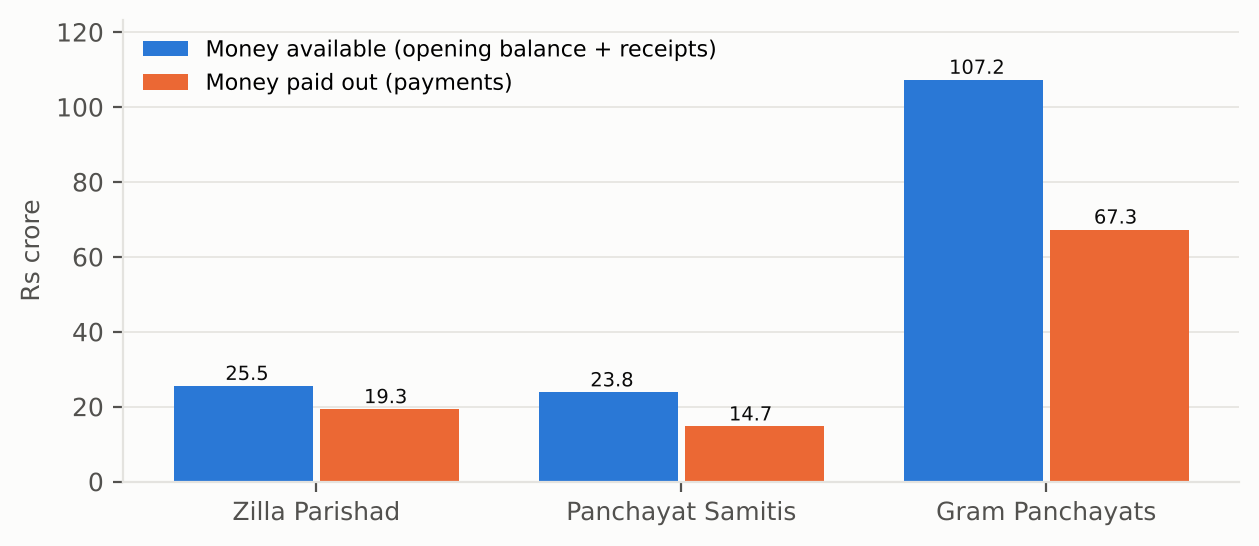 Money available (opening balance + receipts)
Money paid out (payments)
Rs crore
120
100
80
60
40
20
0
25.5
19.3
23.8
14.7
107.2
67.3
Zilla Parishad
Panchayat Samitis
Gram Panchayats